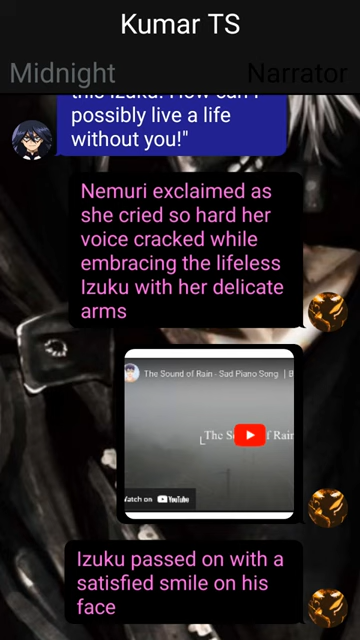 Kumar TS
Midnight
Narrator
this Izuku! How can I
possibly live a life
without you!"
Nemuri exclaimed as
she cried so hard her
voice cracked while
embracing the lifeless
Izuku with her delicate
arms
The Sound of Rain - Sad Piano Song | B
The S f Rain
Watch on YouTube
Izuku passed on with a
satisfied smile on his
face